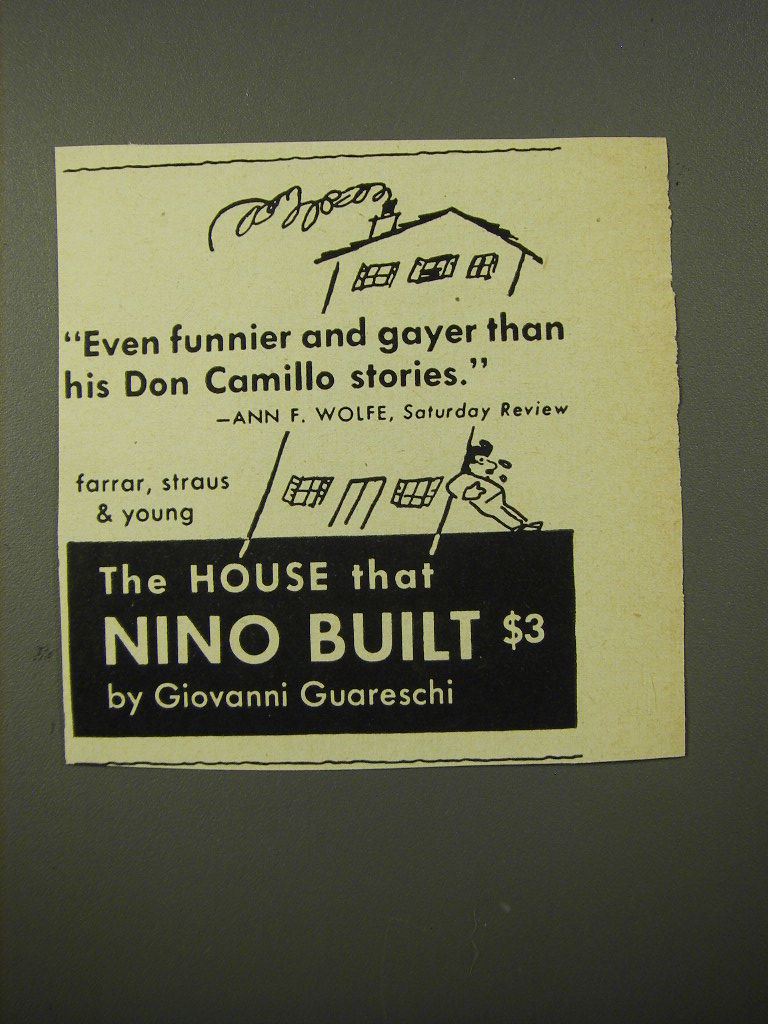 “Even funnier and gayer than
his Don Camillo stories.”
—ANN F. WOLFE, Saturday Review
farrar, straus
& young
The HOUSE that
NINO BUILT $3
by Giovanni Guareschi